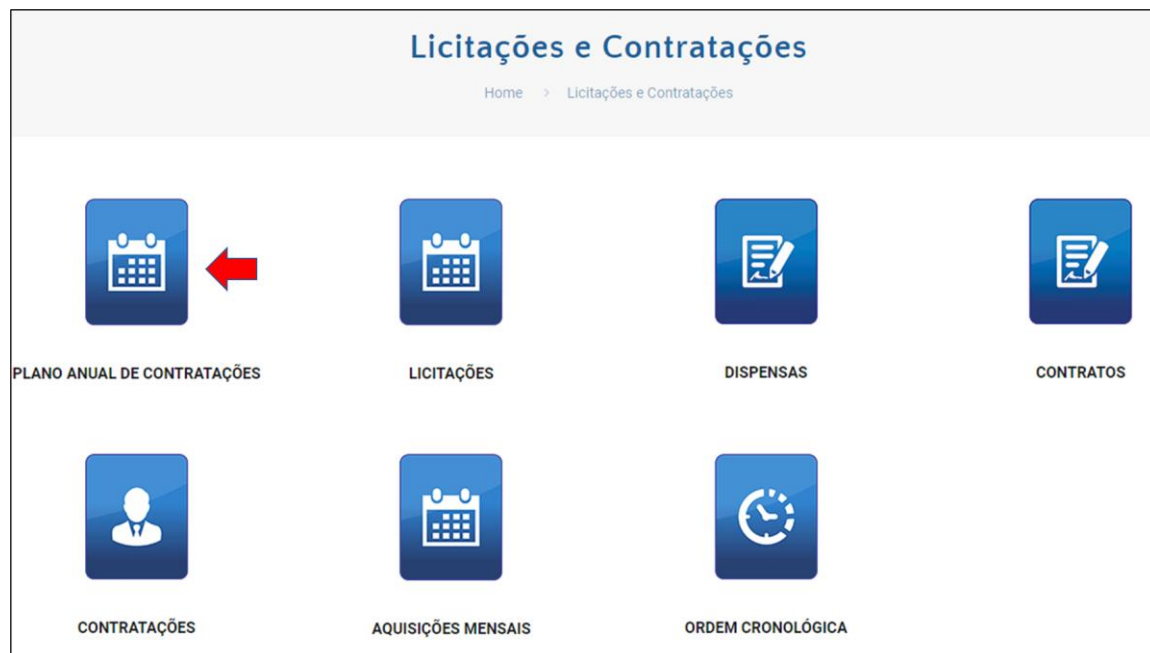 Licitações e Contratações
Home > Licitações e Contratações
PLANO ANUAL DE CONTRATAÇÕES
LICITAÇÕES
DISPENSAS
CONTRATOS
CONTRATAÇÕES
AQUISIÇÕES MENSAIS
ORDEM CRONOLÓGICA